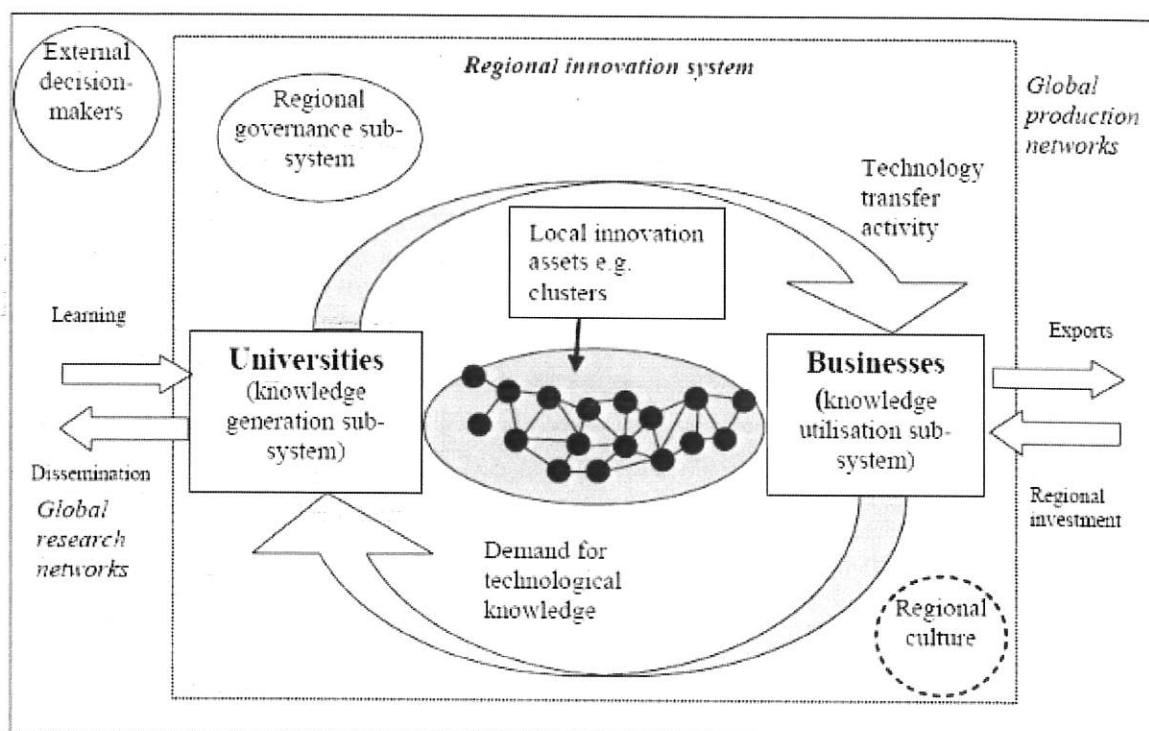 External
decision-
makers
Regional innovation system
Regional
governance sub-
system
Global
production
networks
Technology
transfer
activity
Local innovation
assets e.g.
clusters
Learning
Universities
(knowledge
generation sub-
system)
Businesses
(knowledge
utilisation sub-
system)
Exports
Dissemination
Global
research
networks
Regional
investment
Demand for
technological
knowledge
Regional
culture